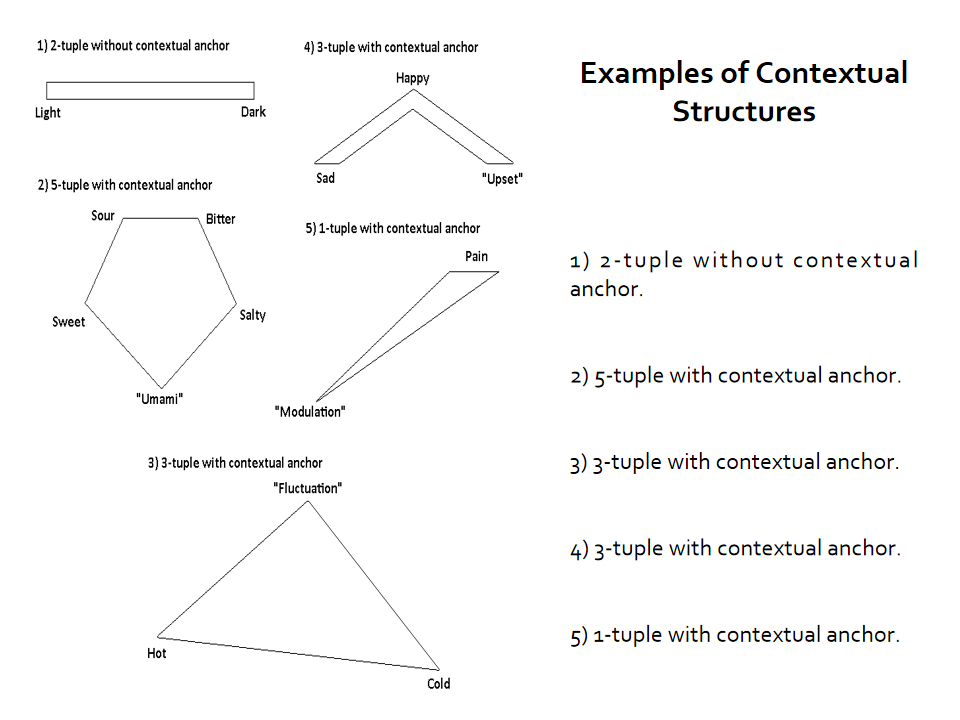 1) 2-tuple without contextual anchor
Light
Dark
4) 3-tuple with contextual anchor
Happy
Sad
"Upset"
2) 5-tuple with contextual anchor
Sour
Bitter
Sweet
Salty
"Umami"
5) 1-tuple with contextual anchor
Pain
"Modulation"
3) 3-tuple with contextual anchor
"Fluctuation"
Hot
Cold
Examples of Contextual
Structures
1) 2-tuple without contextual
anchor.
2) 5-tuple with contextual anchor.
3) 3-tuple with contextual anchor.
4) 3-tuple with contextual anchor.
5) 1-tuple with contextual anchor.